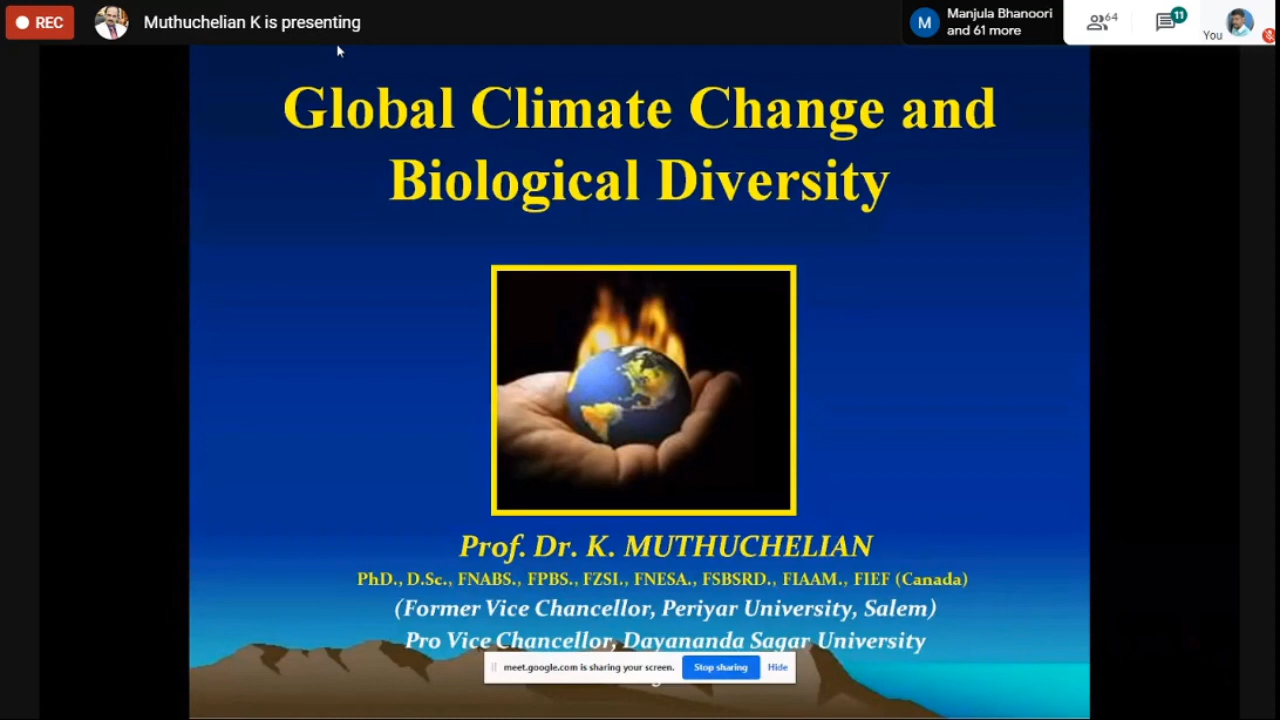 REC
Muthuchelian K is presenting
M
Manjula Bhanoori
and 61 more
64
11
You
Global Climate Change and
Biological Diversity
Prof. Dr. K. MUTHUCHELIAN
PhD., D.Sc., FNABS., FPBS., FZSI., FNESA., FSBSRD., FIAAM., FIEF (Canada)
(Former Vice Chancellor, Periyar University, Salem)
Pro Vice Chancellor, Dayananda Sagar University
meet.google.com is sharing your screen.
Stop sharing
Hide